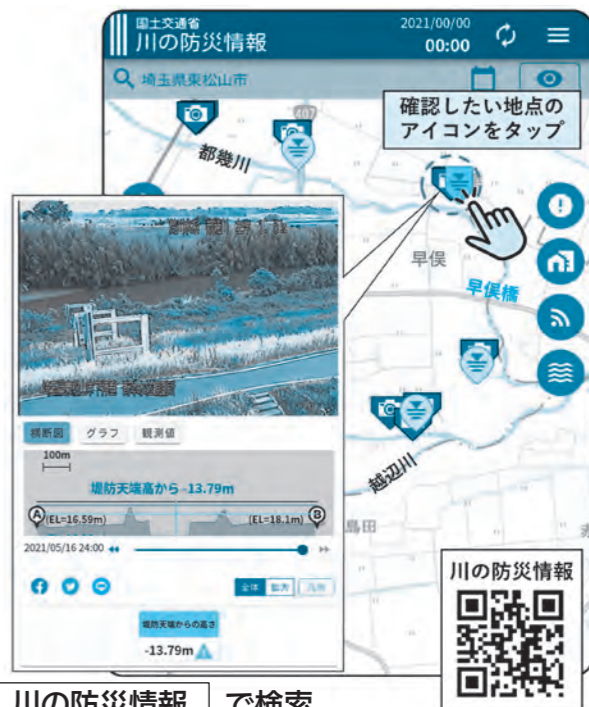 国土交通省
川の防災情報
2021/00/00
00:00
埼玉県東松山市
確認したい地点の
アイコンをタップ
407
都幾川
早俣
早俣橋
越辺川
島田
横断図 グラフ 観測値
100m
堤防天端高から-13.79m
A (EL=16.59m) (EL=18.1m) B
2021/05/16 24:00
全体 拡大 凡例
堤防天端からの高さ
-13.79m
川の防災情報
川の防災情報 で検索